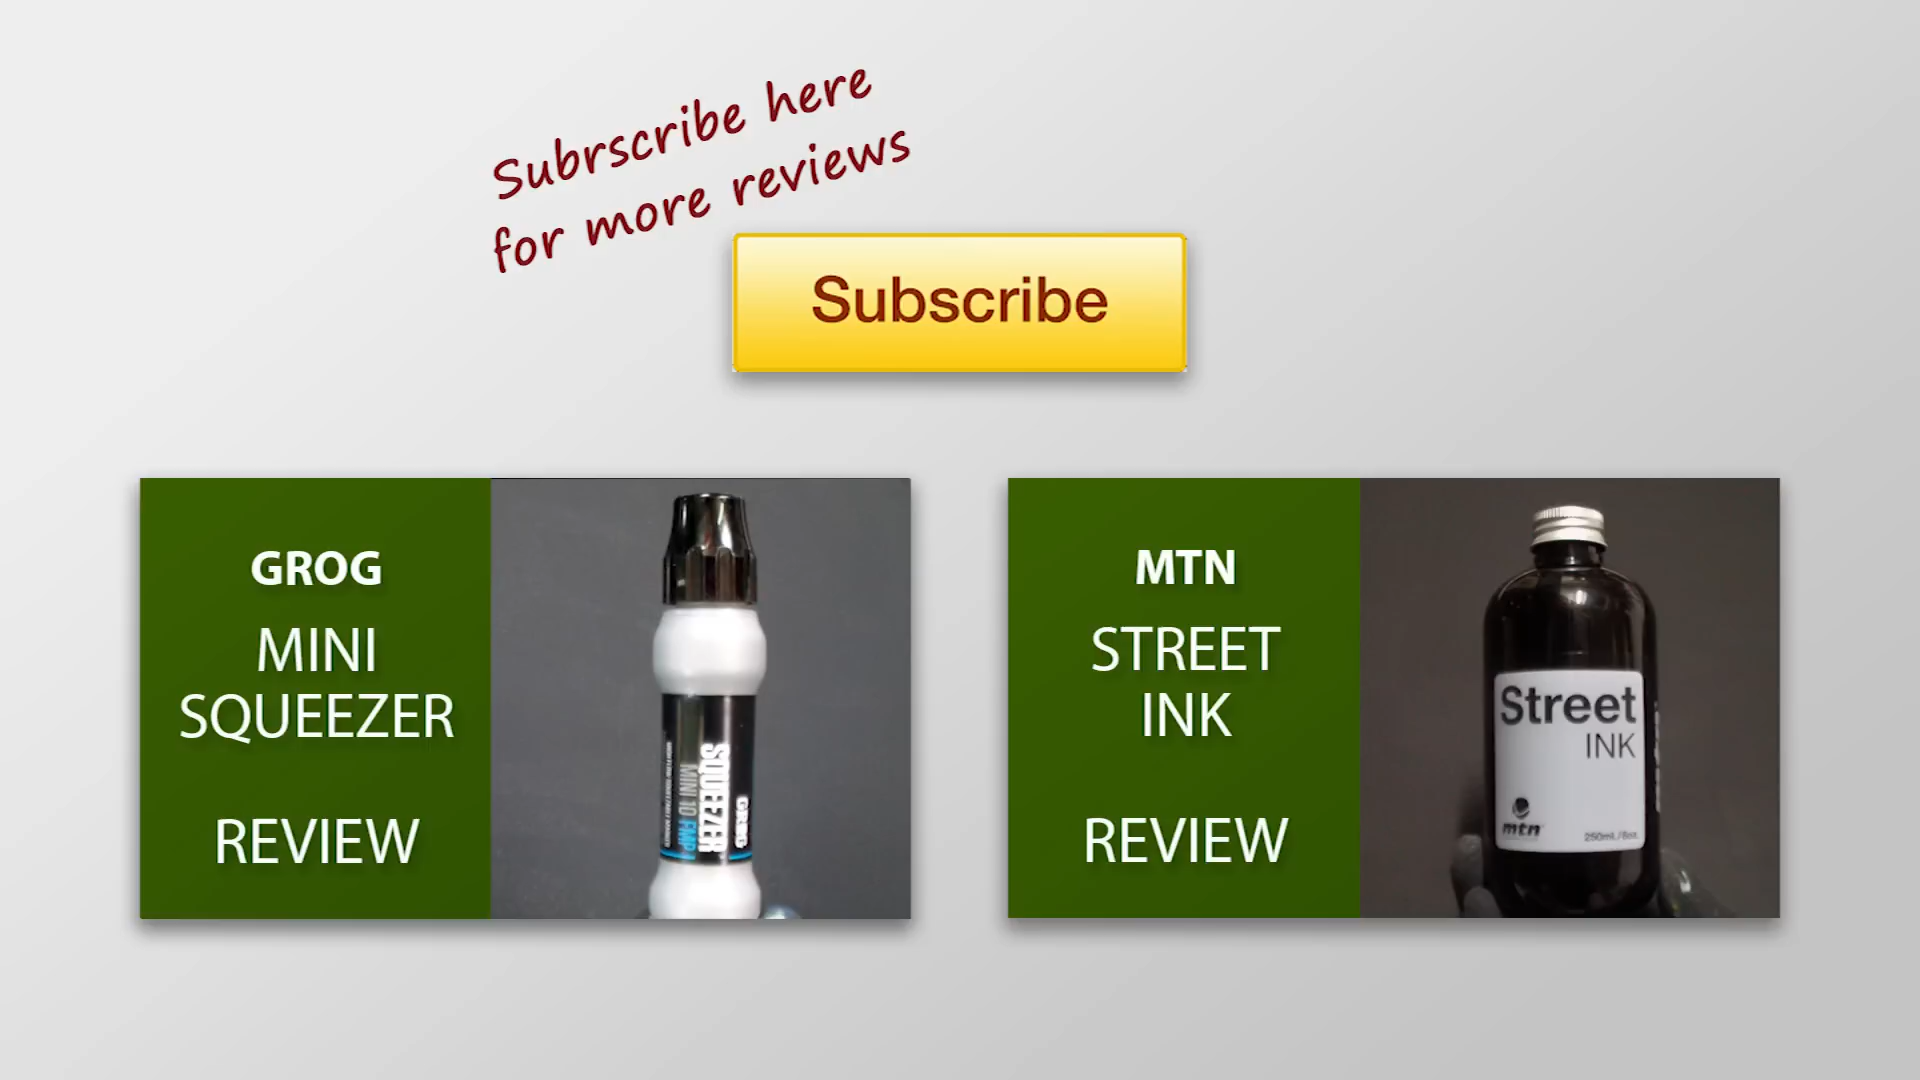 Subrscribe here
for more reviews
Subscribe
GROG
MINI
SQUEEZER
REVIEW
GROG
SQUEEZER
MINI 10 FMP
MTN
STREET
INK
REVIEW
Street
INK
mtn
250mL/8oz.